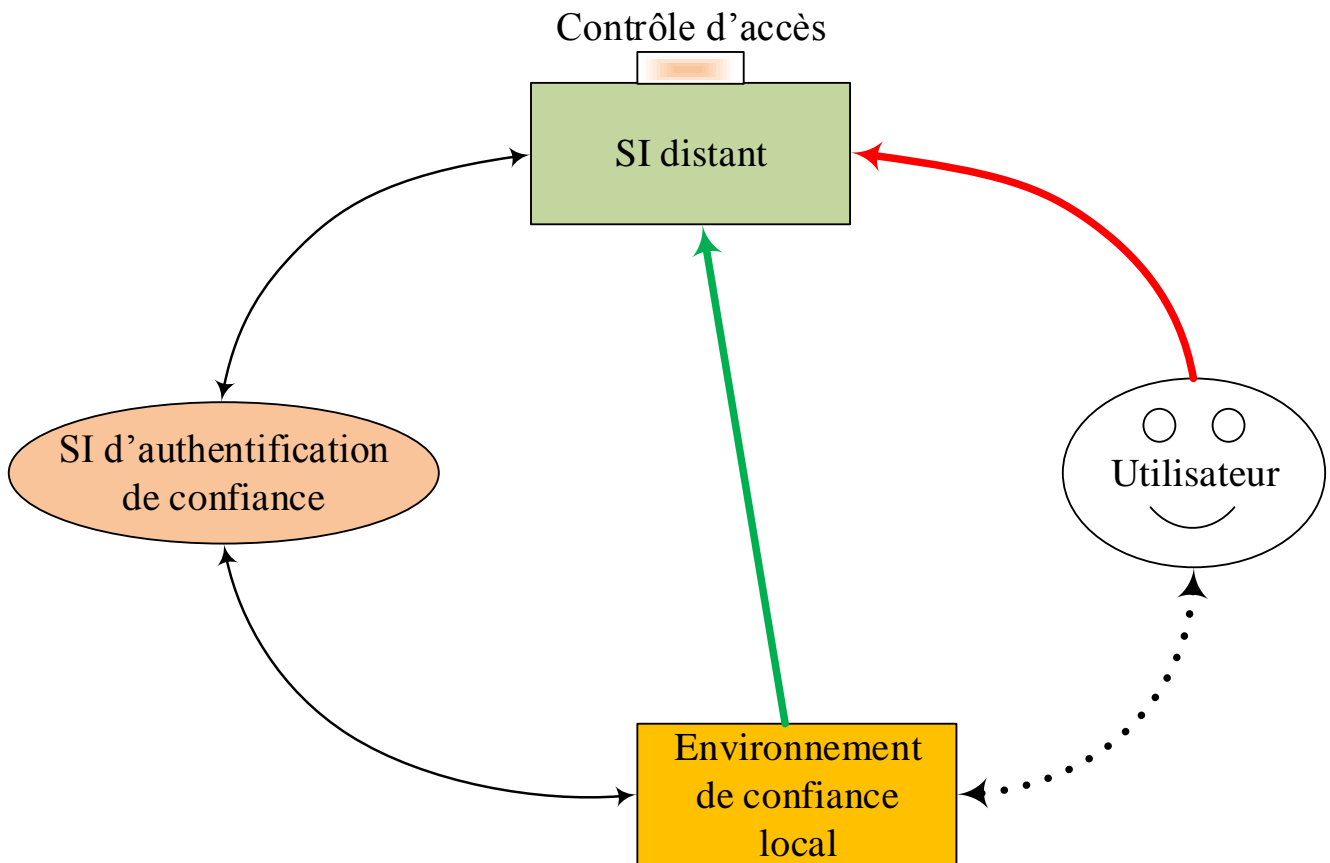 Contrôle d’accès
SI distant
SI d’authentification
de confiance
Utilisateur
Environnement
de confiance
local